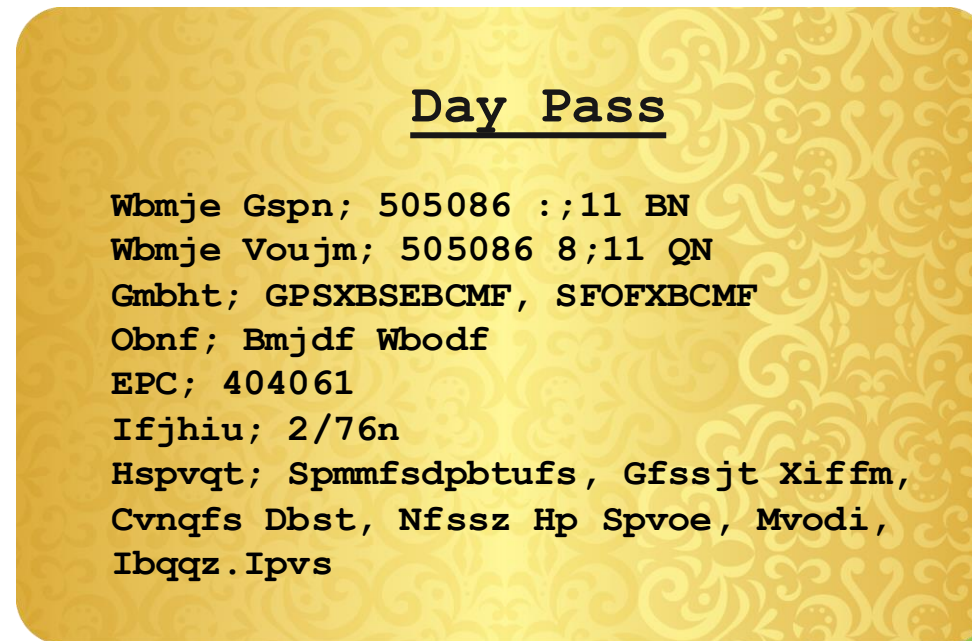 Day Pass
Wbmje Gspn; 505086 :;11 BN
Wbmje Voujm; 505086 8;11 QN
Gmbht; GPSXBSEBCMF, SFOFXBCMF
Obnf; Bmjdf Wbodf
EPC; 404061
Ifjhiu; 2/76n
Hspvqt; Spmmfsdpbtufs, Gfssjt Xiffm,
Cvnqfs Dbst, Nfssz Hp Spvoe, Mvodi,
Ibqqz.Ipvs